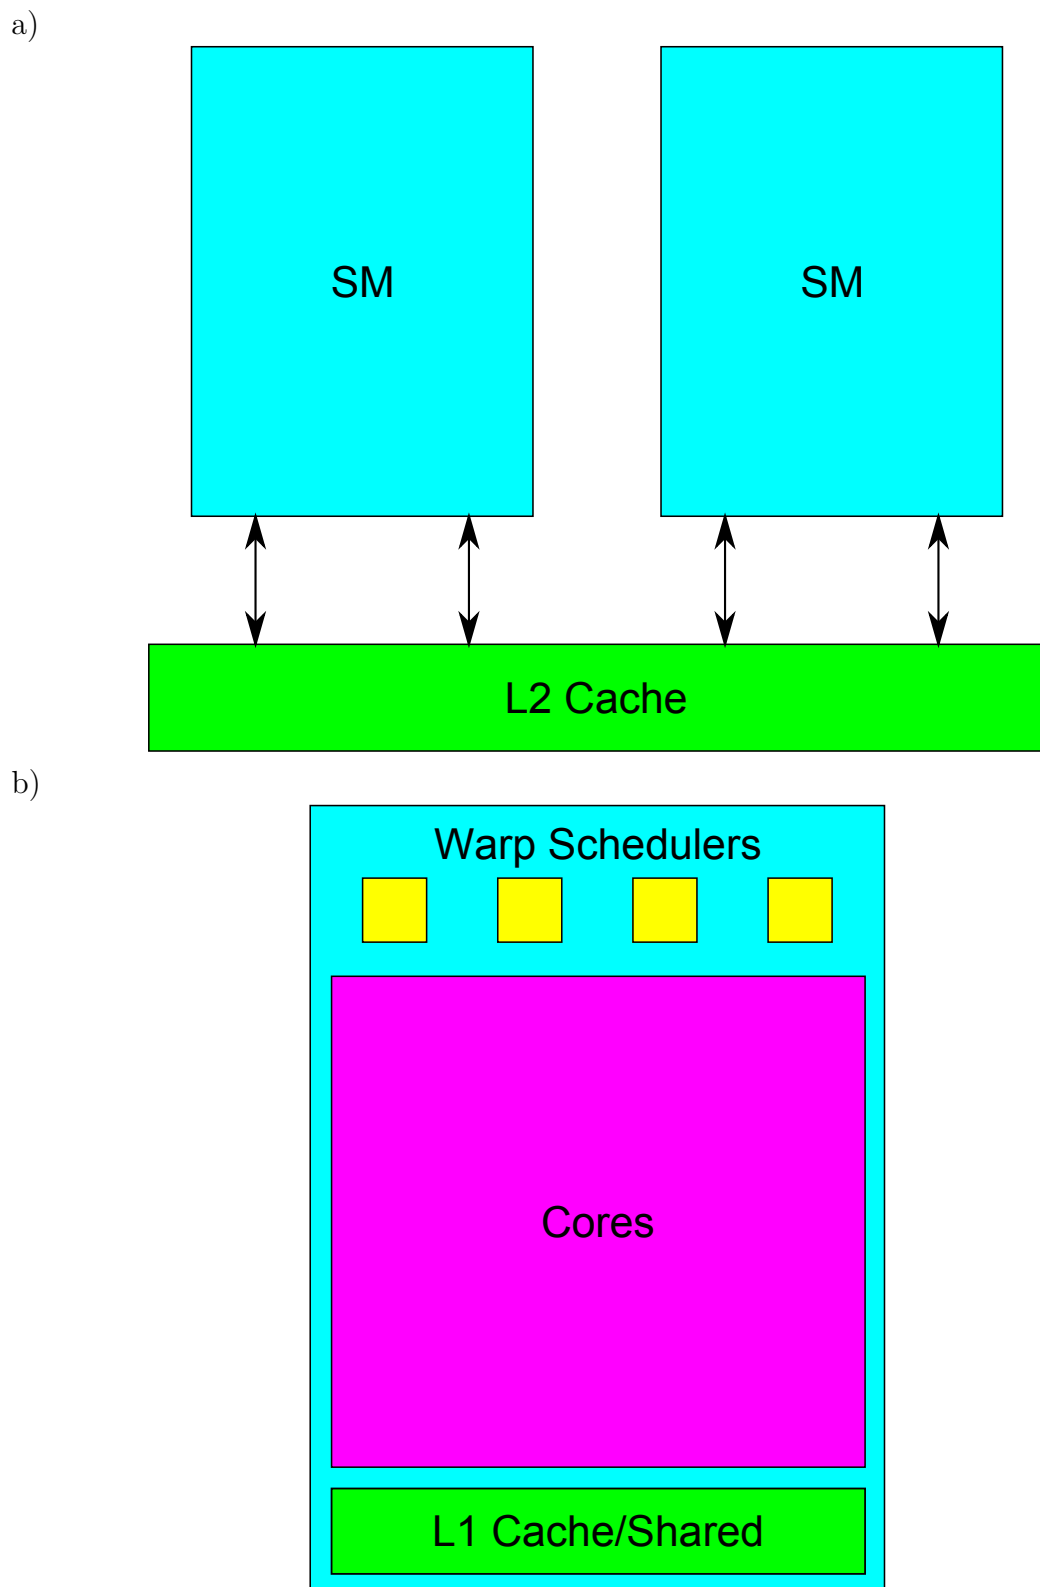 a)
SM SM
L2 Cache
b)
Warp Schedulers
Cores
L1 Cache/Shared